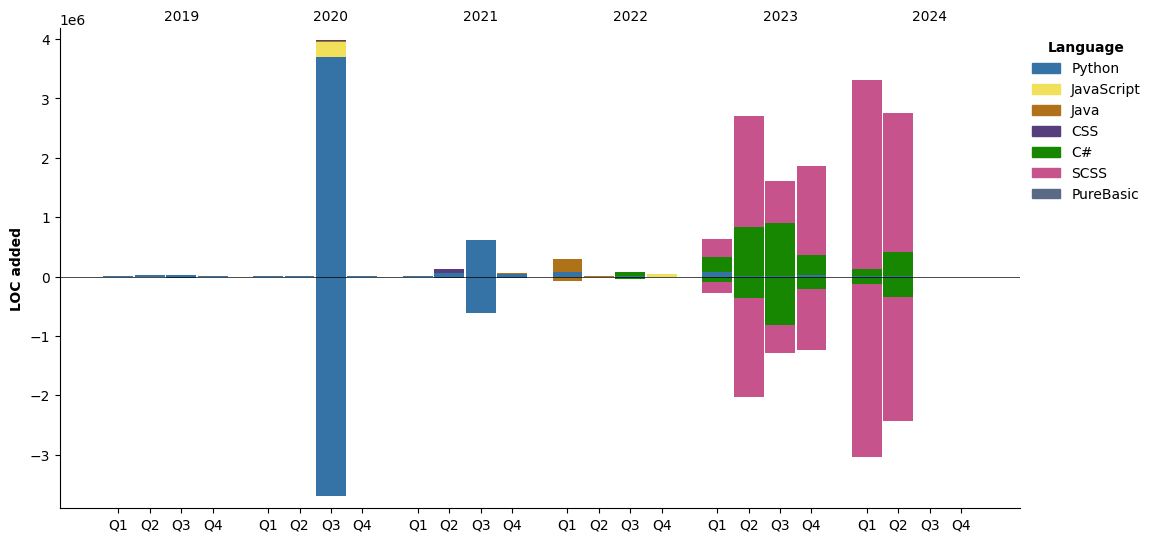 1e6
2019 2020 2021 2022 2023 2024
4
3
2
1
0
−1
−2
−3
LOC added
Q1 Q2 Q3 Q4 Q1 Q2 Q3 Q4 Q1 Q2 Q3 Q4 Q1 Q2 Q3 Q4 Q1 Q2 Q3 Q4 Q1 Q2 Q3 Q4
Language
Python
JavaScript
Java
CSS
C#
SCSS
PureBasic